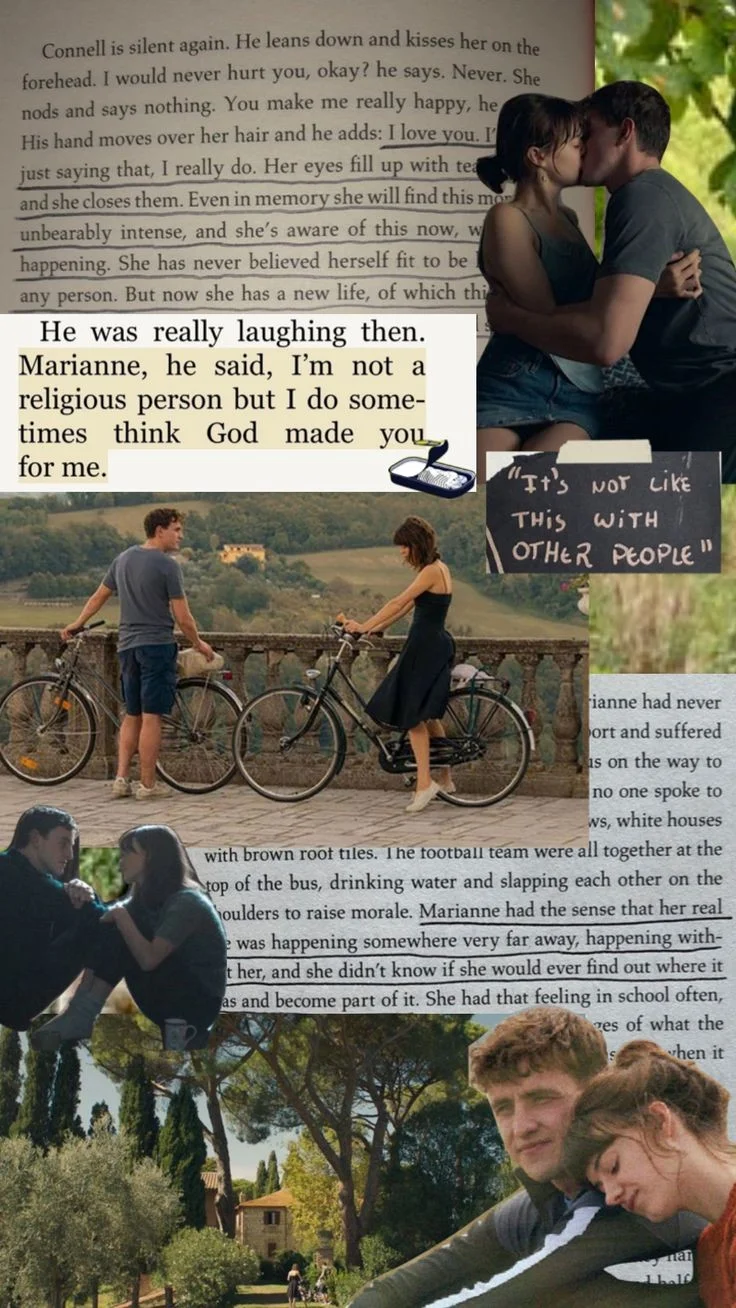 Connell is silent again. He leans down and kisses her on the
forehead. I would never hurt you, okay? he says. Never. She
nods and says nothing. You make me really happy, he
His hand moves over her hair and he adds: I love you. I'
just saying that, I really do. Her eyes fill up with tea
and she closes them. Even in memory she will find this mo
unbearably intense, and she's aware of this now, w
happening. She has never believed herself fit to be
any person. But now she has a new life, of which thi
He was really laughing then.
Marianne, he said, I'm not a
religious person but I do some-
times think God made you
for me.
"It's NOT LIKE
THIS WITH
OTHER PEOPLE"
rianne had never
ort and suffered
us on the way to
no one spoke to
ws, white houses
with brown roof tiles. The football team were all together at the
top of the bus, drinking water and slapping each other on the
houlders to raise morale. Marianne had the sense that her real
e was happening somewhere very far away, happening with-
t her, and she didn't know if she would ever find out where it
as and become part of it. She had that feeling in school often,
ges of what the
when it
half